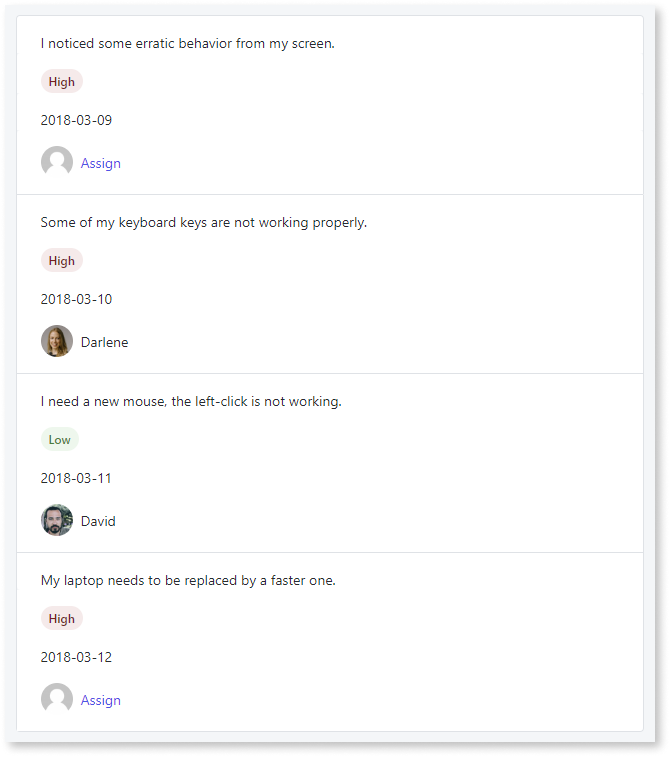 I noticed some erratic behavior from my screen.
High
2018-03-09
Assign
Some of my keyboard keys are not working properly.
High
2018-03-10
Darlene
I need a new mouse, the left-click is not working.
Low
2018-03-11
David
My laptop needs to be replaced by a faster one.
High
2018-03-12
Assign